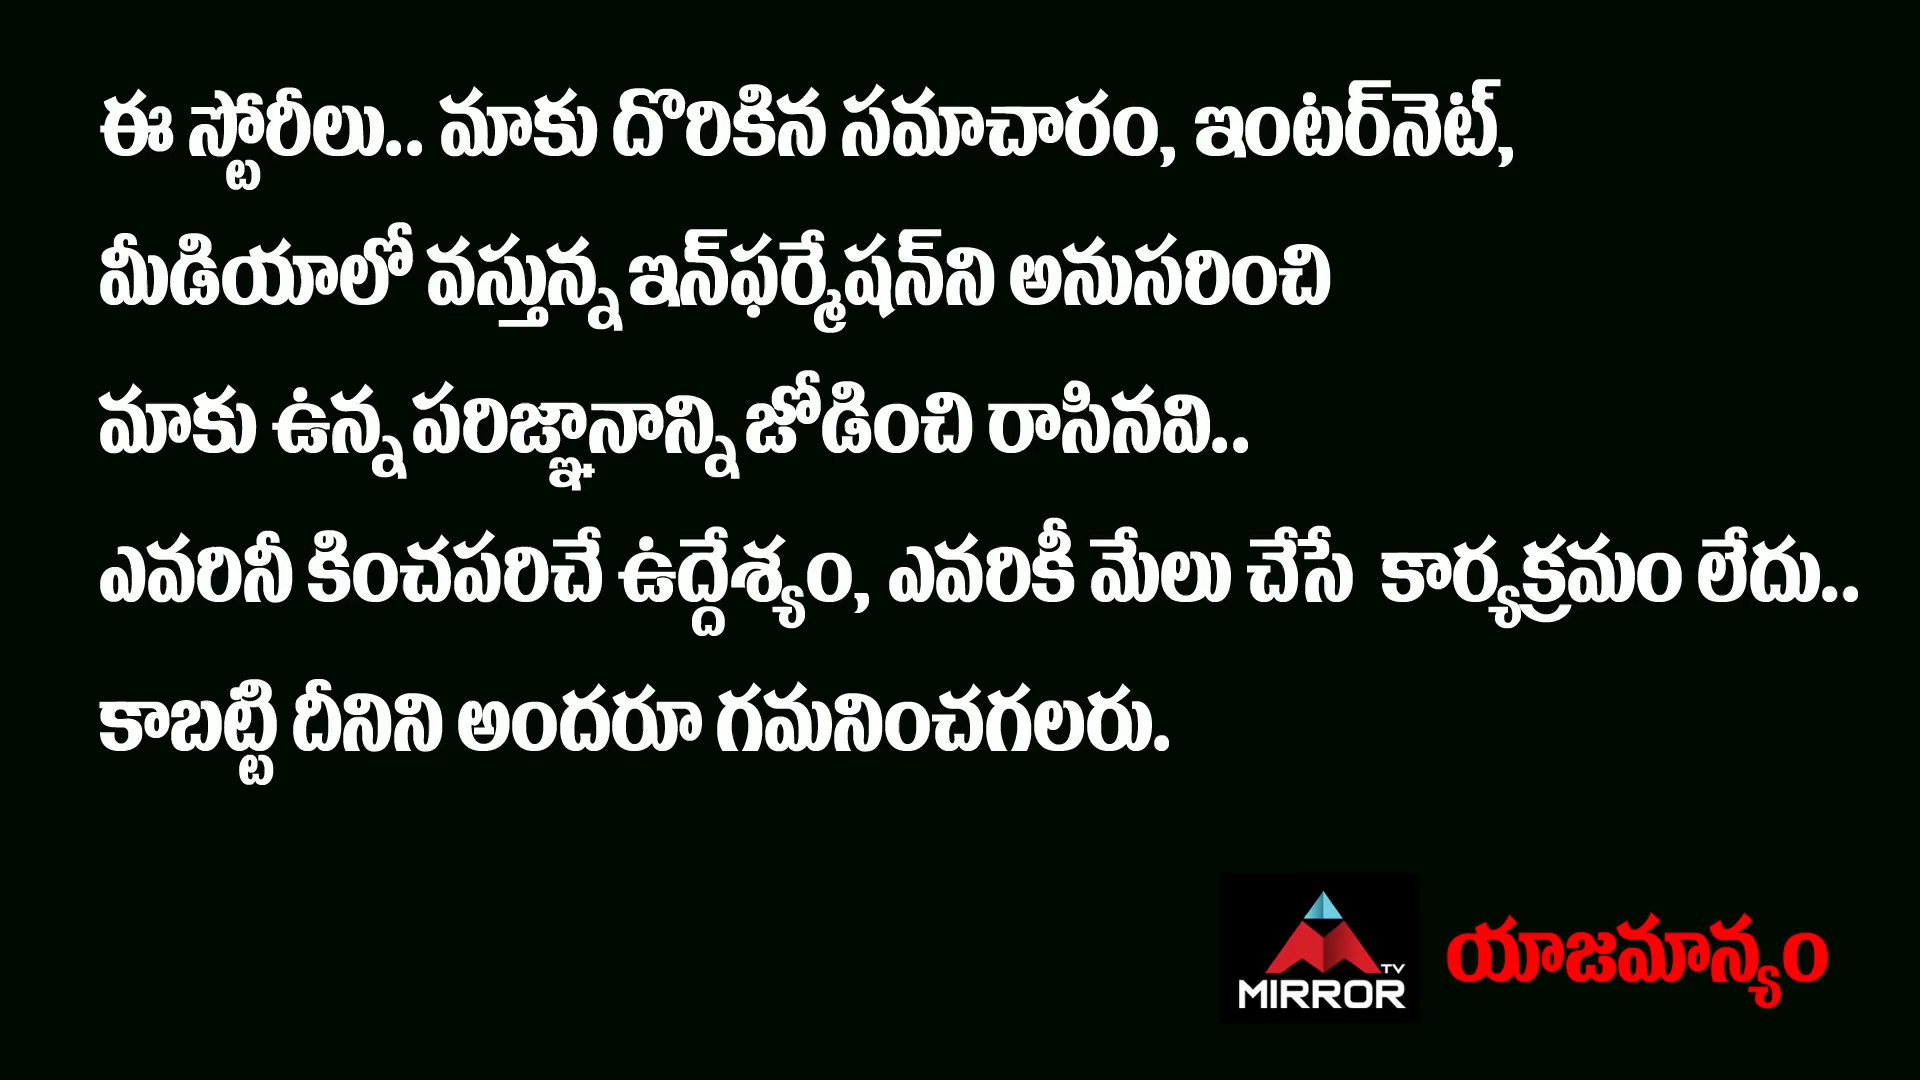 ఈ స్టోరీలు.. మాకు దొరికిన సమాచారం, ఇంటర్‌నెట్,
మీడియాలో వస్తున్న ఇన్‌ఫర్మేషన్‌ని అనుసరించి
మాకు ఉన్న పరిజ్ఞానాన్ని జోడించి రాసినవి..
ఎవరినీ కించపరిచే ఉద్దేశ్యం, ఎవరికీ మేలు చేసే కార్యక్రమం లేదు..
కాబట్టి దీనిని అందరూ గమనించగలరు.
TV
MIRROR
యాజమాన్యం